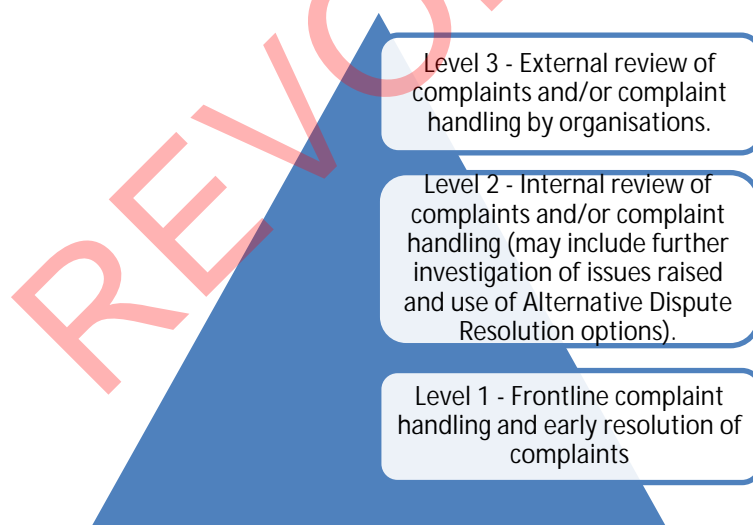 REVO
Level 3 - External review of
complaints and/or complaint
handling by organisations.
Level 2 - Internal review of
complaints and/or complaint
handling (may include further
investigation of issues raised
and use of Alternative Dispute
Resolution options).
Level 1 - Frontline complaint
handling and early resolution of
complaints